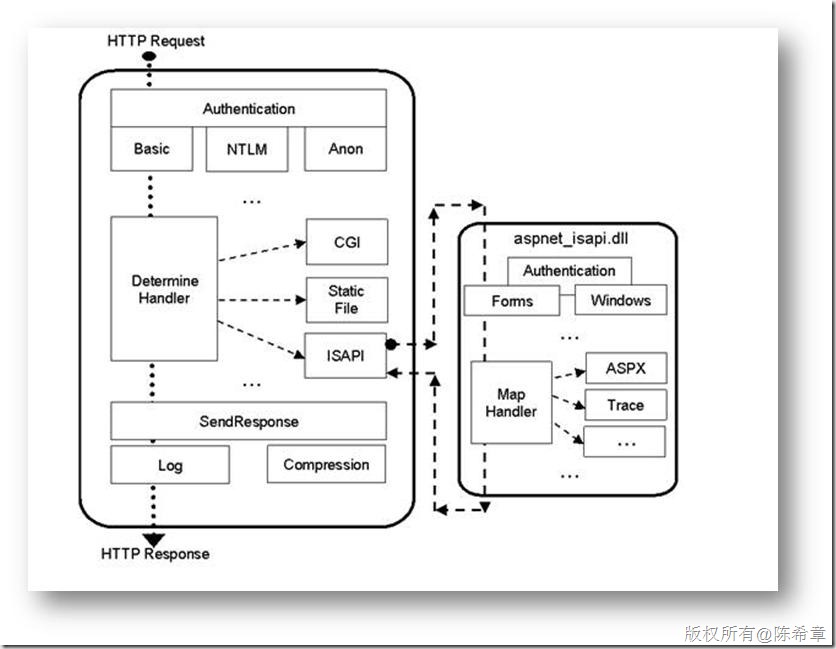 HTTP Request
Authentication
Basic
NTLM
Anon
...
Determine
Handler
CGI
Static
File
ISAPI
...
SendResponse
Log
Compression
HTTP Response
aspnet_isapi.dll
Authentication
Forms
Windows
...
Map
Handler
ASPX
Trace
...
...
版权所有@陈希章